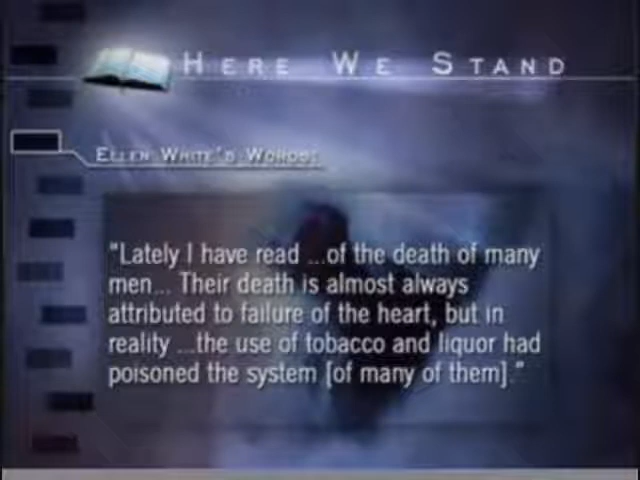 HERE WE STAND
ELLEN WHITE'S WORDS:
"Lately I have read ...of the death of many
men... Their death is almost always
attributed to failure of the heart, but in
reality ...the use of tobacco and liquor had
poisoned the system [of many of them]."